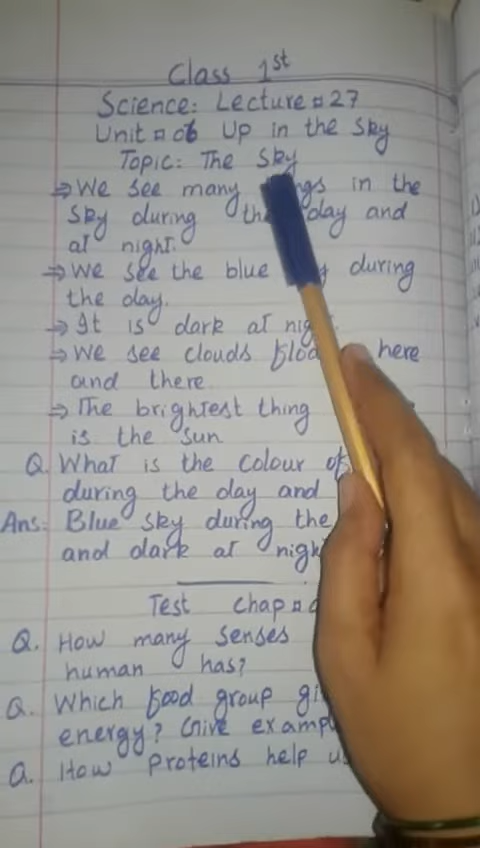 Class 1st
Science: Lecture # 27
Unit # 06 Up in the Sky
Topic: The Sky
⇒ We see many in the
sky during day and
at night.
⇒ We see the blue during
the day.
⇒ It is dark at
⇒ We see clouds here
and there
⇒ The brightest thing
is the sun
Q. What is the colour of
during the day and
Ans: Blue sky during the
and dark at night
Test Chap #
Q. How many senses
human has?
Q. Which food group
energy? Give
Q. How Proteins help